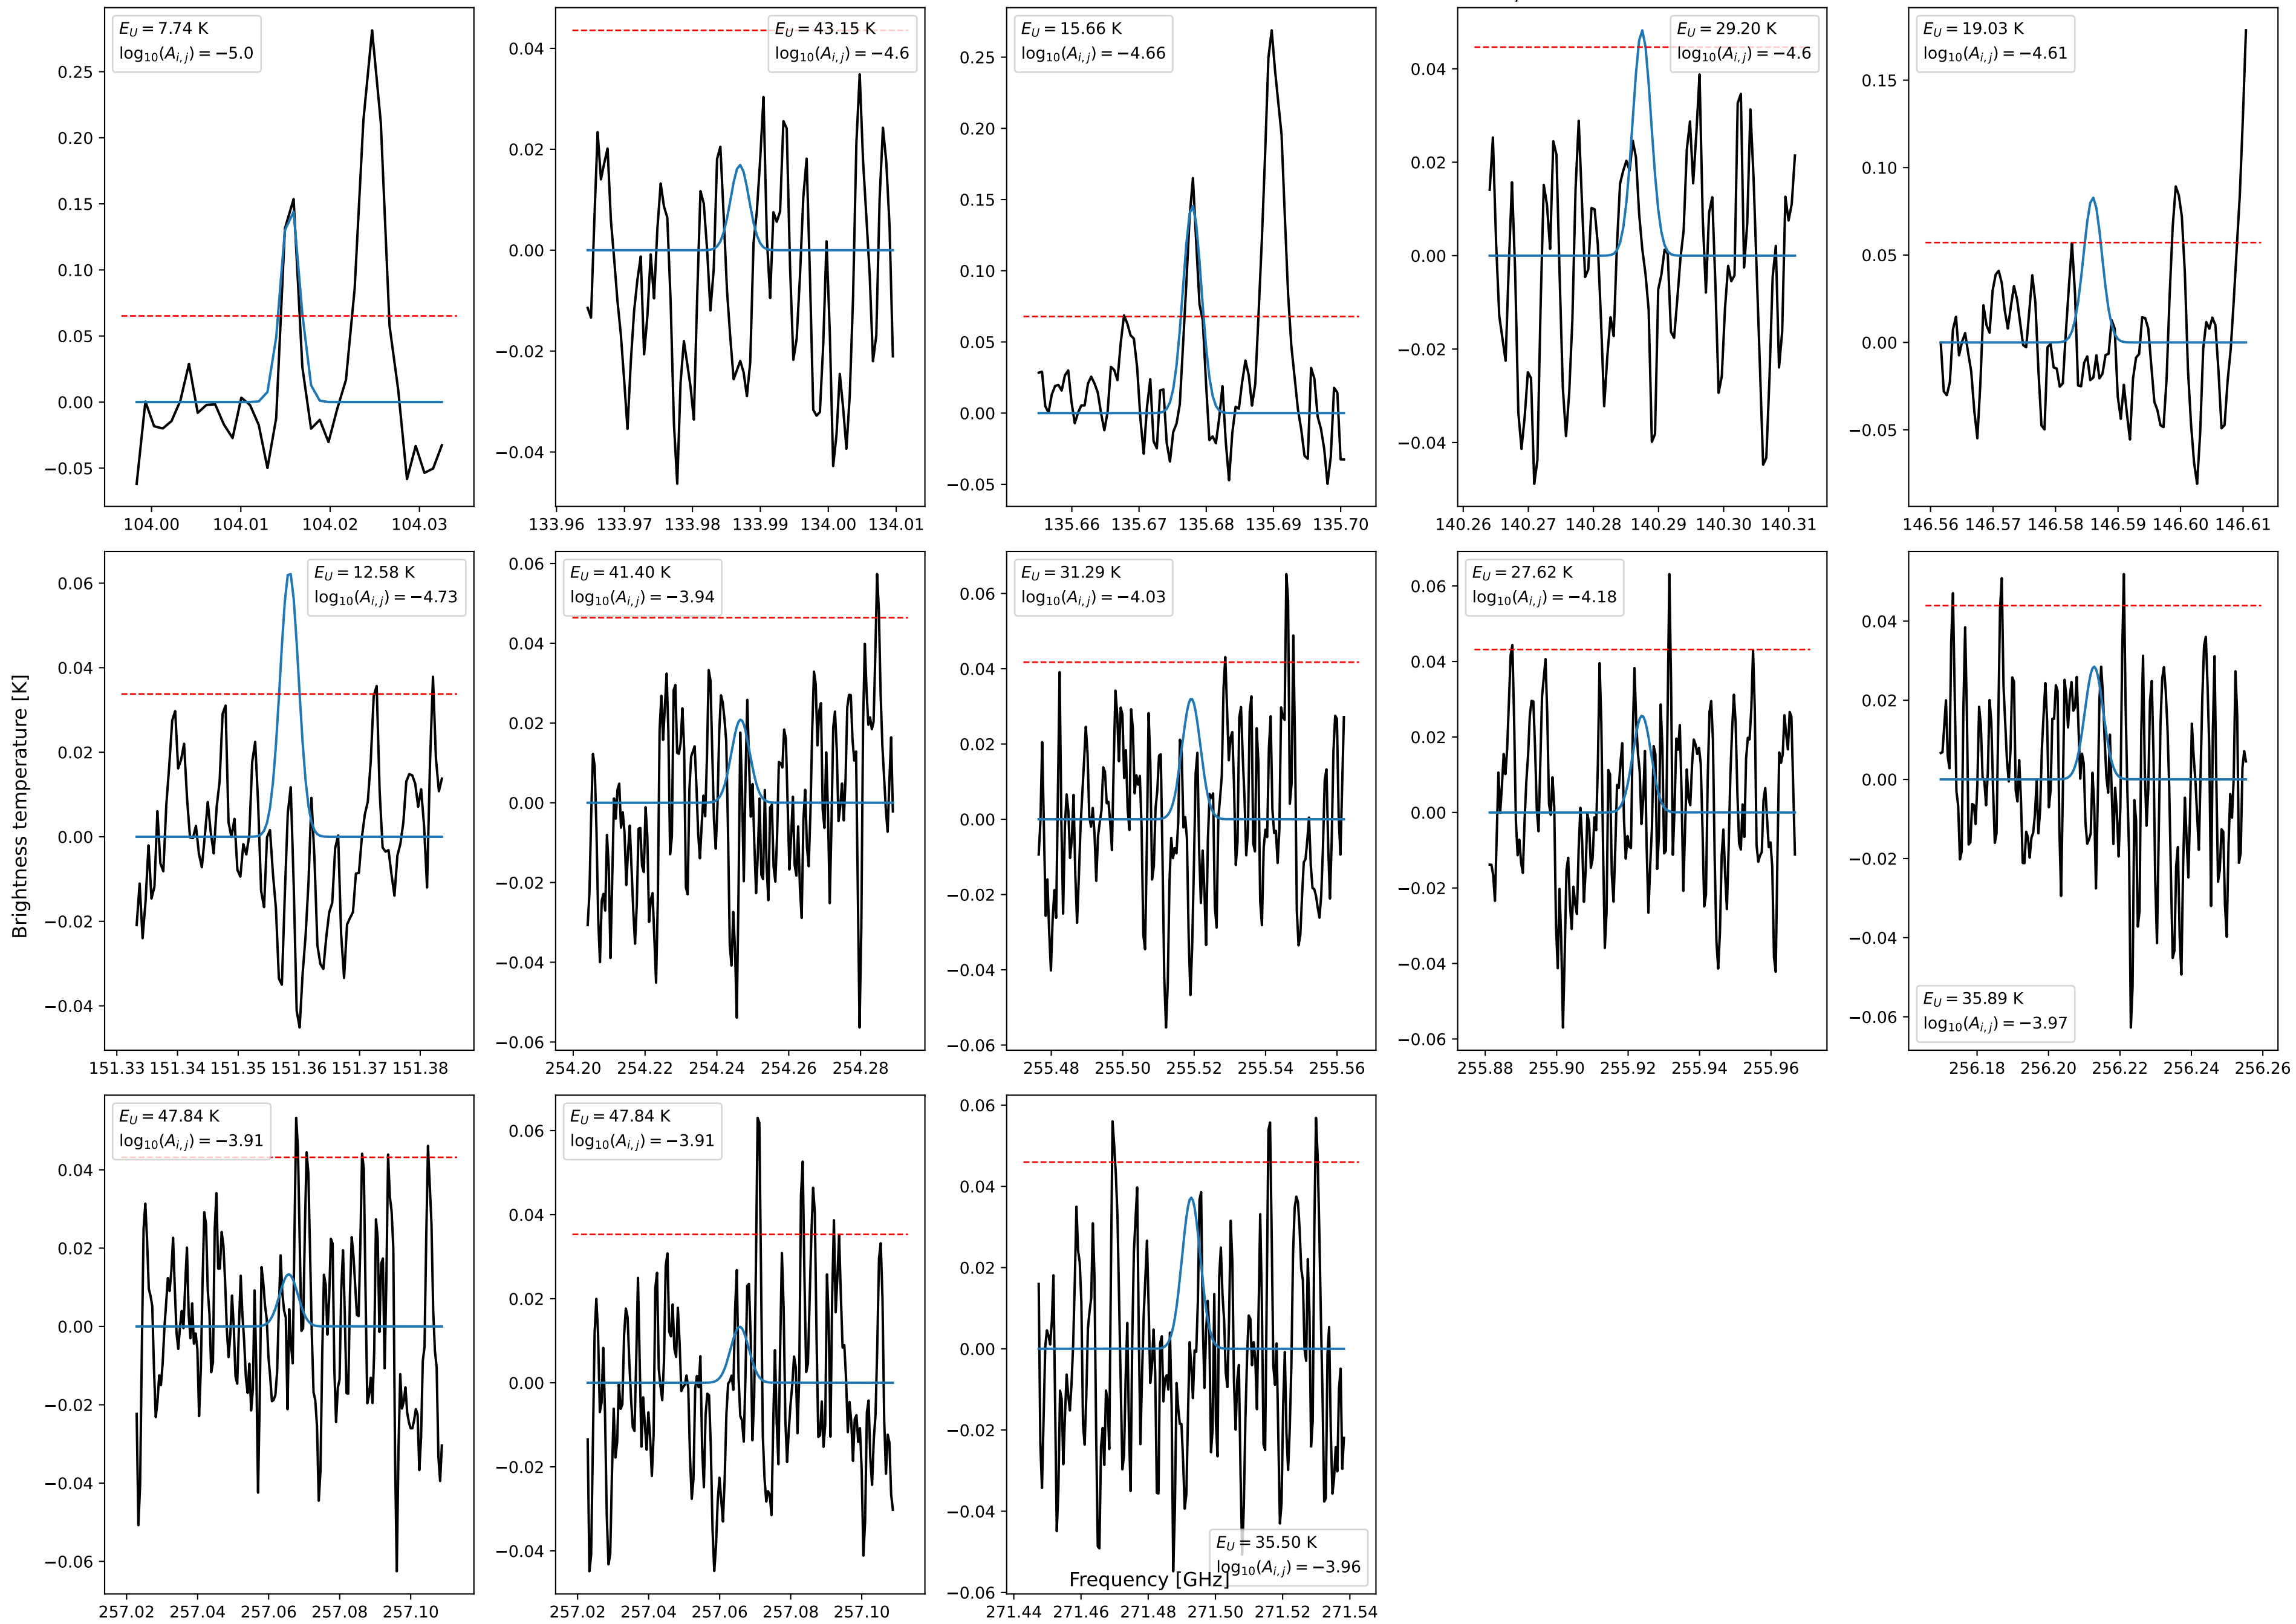 E_U = 7.74 K
log₁₀(A_{i,j}) = −5.0
0.25
0.20
0.15
0.10
0.05
0.00
−0.05
104.00 104.01 104.02 104.03
E_U = 43.15 K
log₁₀(A_{i,j}) = −4.6
0.04
0.02
0.00
−0.02
−0.04
133.96 133.97 133.98 133.99 134.00 134.01
E_U = 15.66 K
log₁₀(A_{i,j}) = −4.66
0.25
0.20
0.15
0.10
0.05
0.00
−0.05
135.66 135.67 135.68 135.69 135.70
E_U = 29.20 K
log₁₀(A_{i,j}) = −4.6
0.04
0.02
0.00
−0.02
−0.04
140.26 140.27 140.28 140.29 140.30 140.31
E_U = 19.03 K
log₁₀(A_{i,j}) = −4.61
0.15
0.10
0.05
0.00
−0.05
146.56 146.57 146.58 146.59 146.60 146.61
Brightness temperature [K]
E_U = 12.58 K
log₁₀(A_{i,j}) = −4.73
0.06
0.04
0.02
0.00
−0.02
−0.04
151.33 151.34 151.35 151.36 151.37 151.38
E_U = 41.40 K
log₁₀(A_{i,j}) = −3.94
0.06
0.04
0.02
0.00
−0.02
−0.04
−0.06
254.20 254.22 254.24 254.26 254.28
E_U = 31.29 K
log₁₀(A_{i,j}) = −4.03
0.06
0.04
0.02
0.00
−0.02
−0.04
−0.06
255.48 255.50 255.52 255.54 255.56
E_U = 27.62 K
log₁₀(A_{i,j}) = −4.18
0.06
0.04
0.02
0.00
−0.02
−0.04
−0.06
255.88 255.90 255.92 255.94 255.96
0.04
0.02
0.00
−0.02
−0.04
−0.06
E_U = 35.89 K
log₁₀(A_{i,j}) = −3.97
256.18 256.20 256.22 256.24 256.26
E_U = 47.84 K
log₁₀(A_{i,j}) = −3.91
0.04
0.02
0.00
−0.02
−0.04
−0.06
257.02 257.04 257.06 257.08 257.10
E_U = 47.84 K
log₁₀(A_{i,j}) = −3.91
0.06
0.04
0.02
0.00
−0.02
−0.04
257.02 257.04 257.06 257.08 257.10
0.06
0.04
0.02
0.00
−0.02
−0.04
−0.06
E_U = 35.50 K
log₁₀(A_{i,j}) = −3.96
271.44 271.46 271.48 271.50 271.52 271.54
Frequency [GHz]